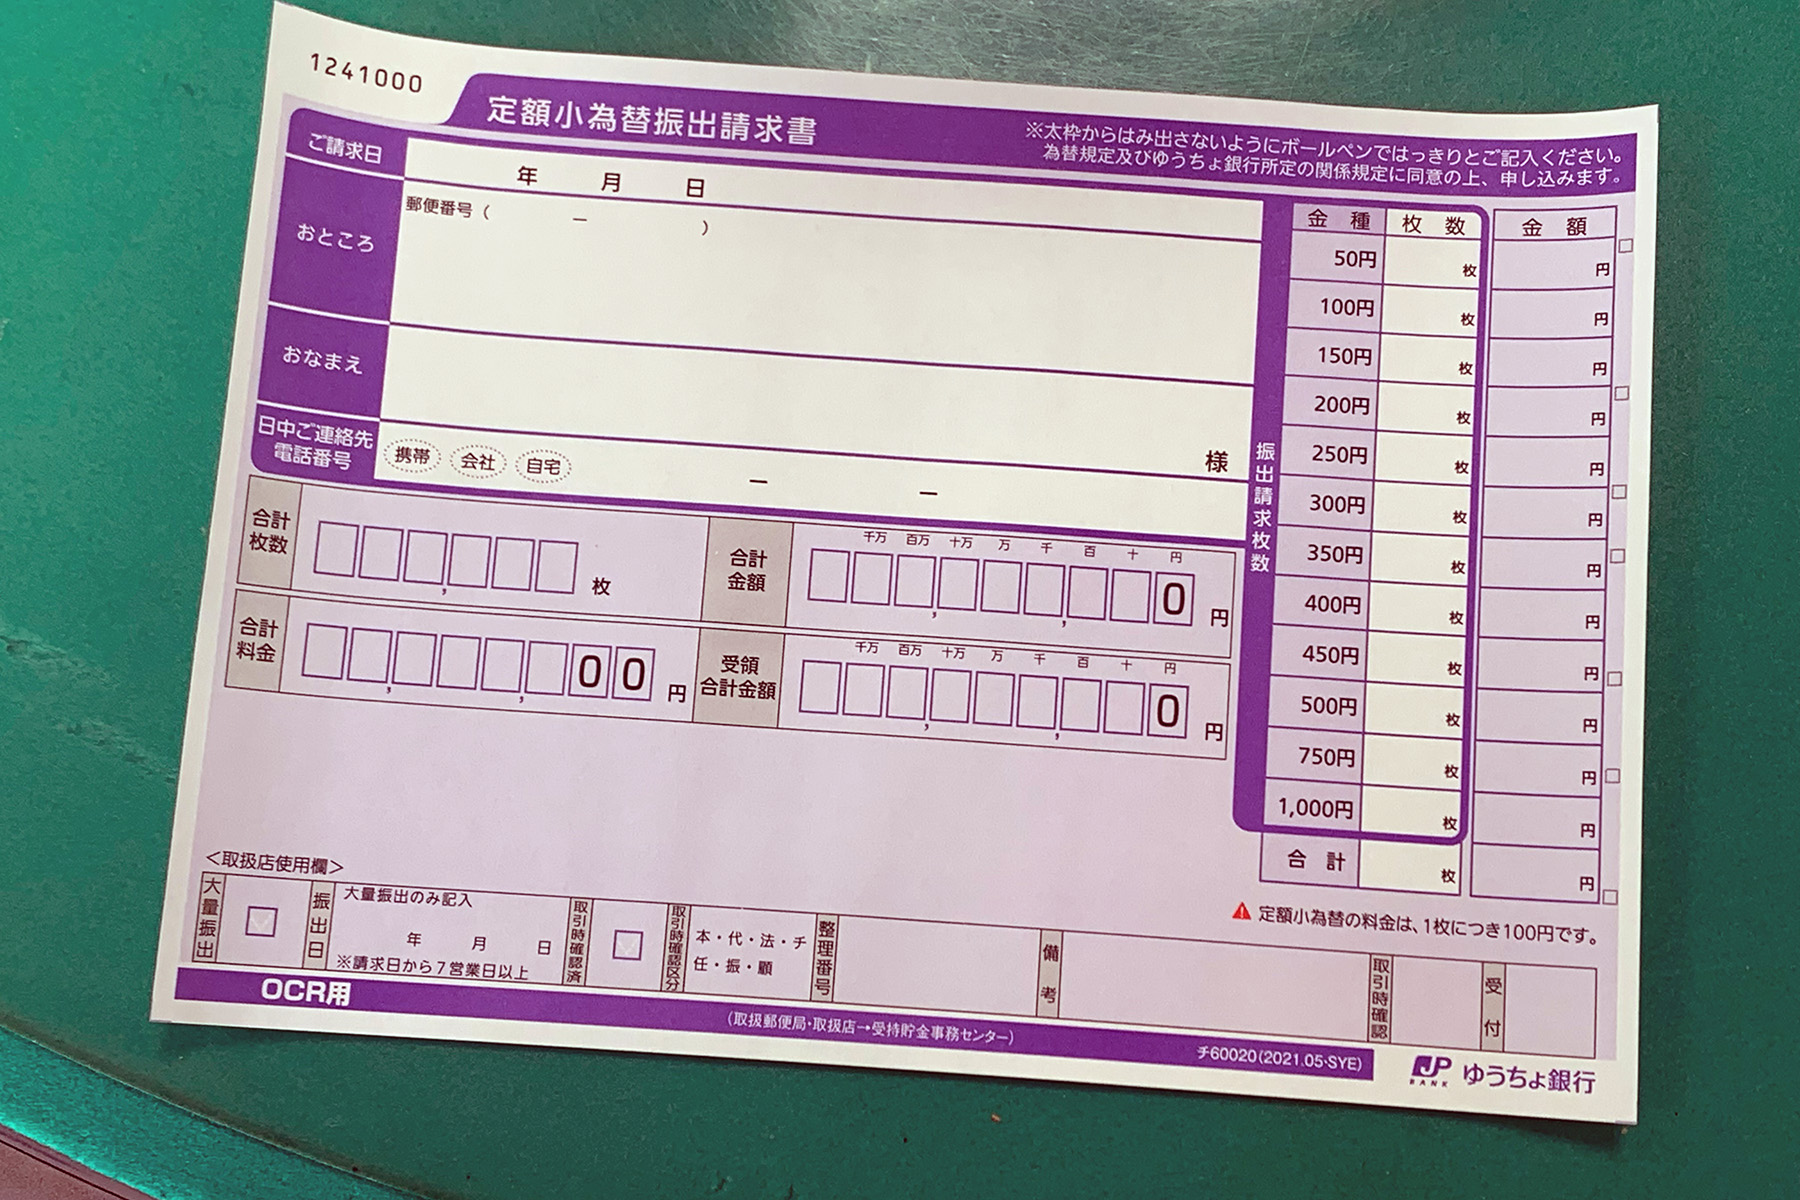 1241000
定額小為替振出請求書
※太枠からはみ出さないようにボールペンではっきりとご記入ください。
為替規定及びゆうちょ銀行所定の関係規定に同意の上、申し込みます。
ご請求日
年 月 日
おところ
郵便番号( − )
おなまえ
様
日中ご連絡先
電話番号
携帯 会社 自宅 − −
振出請求枚数
金種 枚数 金額
50円 枚 円
100円 枚 円
150円 枚 円
200円 枚 円
250円 枚 円
300円 枚 円
350円 枚 円
400円 枚 円
450円 枚 円
500円 枚 円
750円 枚 円
1,000円 枚 円
合計 枚 円
合計
枚数
, 枚
合計
金額
千万 百万 十万 万 千 百 十 円
, , 0 円
合計
料金
, , 0 0 円
受領
合計金額
千万 百万 十万 万 千 百 十 円
, , 0 円
定額小為替の料金は、1枚につき100円です。
<取扱店使用欄>
大量振出
振出日
大量振出のみ記入
年 月 日
※請求日から7営業日以上
取引時確認済
取引時確認区分
本・代・法・チ
任・振・顧
整理番号
備考
取引時確認
受付
OCR用
(取扱郵便局・取扱店→受持貯金事務センター)
チ60020(2021.05・SYE)
JP
BANK
ゆうちょ銀行